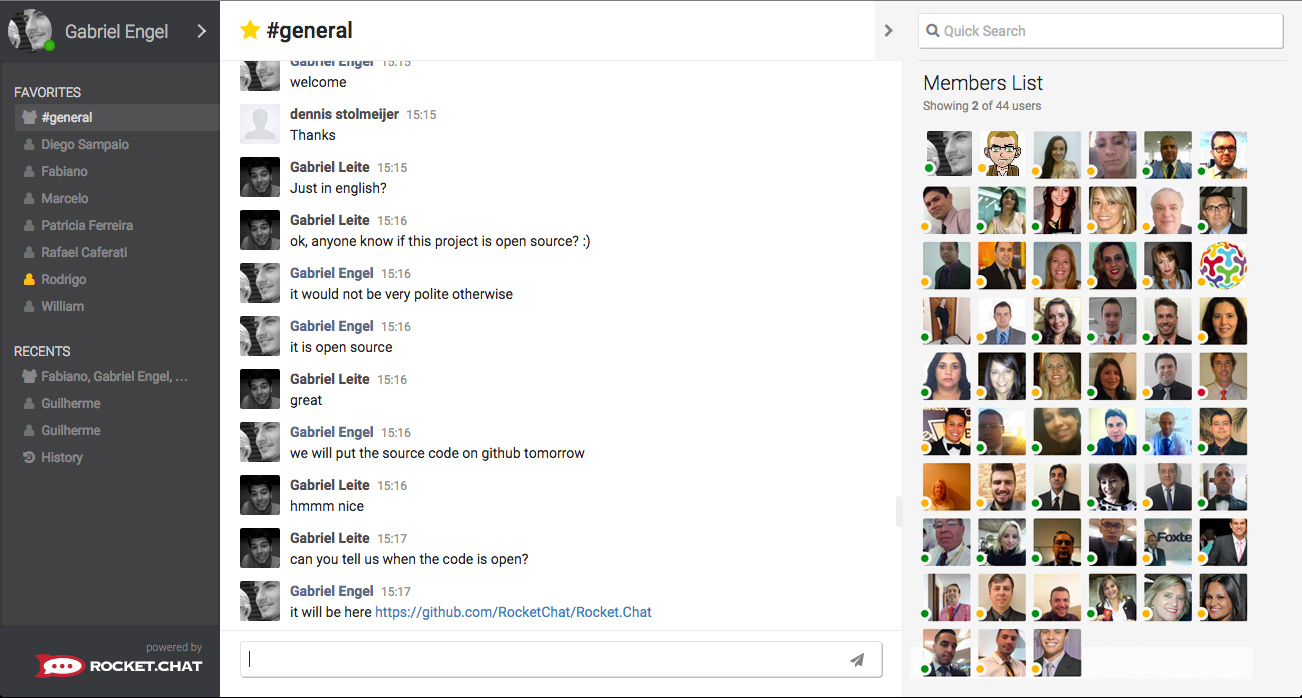 Gabriel Engel
FAVORITES
#general
Diego Sampaio
Fabiano
Marcelo
Patricia Ferreira
Rafael Caferati
Rodrigo
William
RECENTS
Fabiano, Gabriel Engel, ...
Guilherme
Guilherme
History
powered by
ROCKET.CHAT
#general
Gabriel Engel 15:15
welcome
dennis stolmeijer 15:15
Thanks
Gabriel Leite 15:15
Just in english?
Gabriel Leite 15:16
ok, anyone know if this project is open source? :)
Gabriel Engel 15:16
it would not be very polite otherwise
Gabriel Engel 15:16
it is open source
Gabriel Leite 15:16
great
Gabriel Engel 15:16
we will put the source code on github tomorrow
Gabriel Leite 15:16
hmmm nice
Gabriel Leite 15:17
can you tell us when the code is open?
Gabriel Engel 15:17
it will be here https://github.com/RocketChat/Rocket.Chat
Quick Search
Members List
Showing 2 of 44 users
Foxte